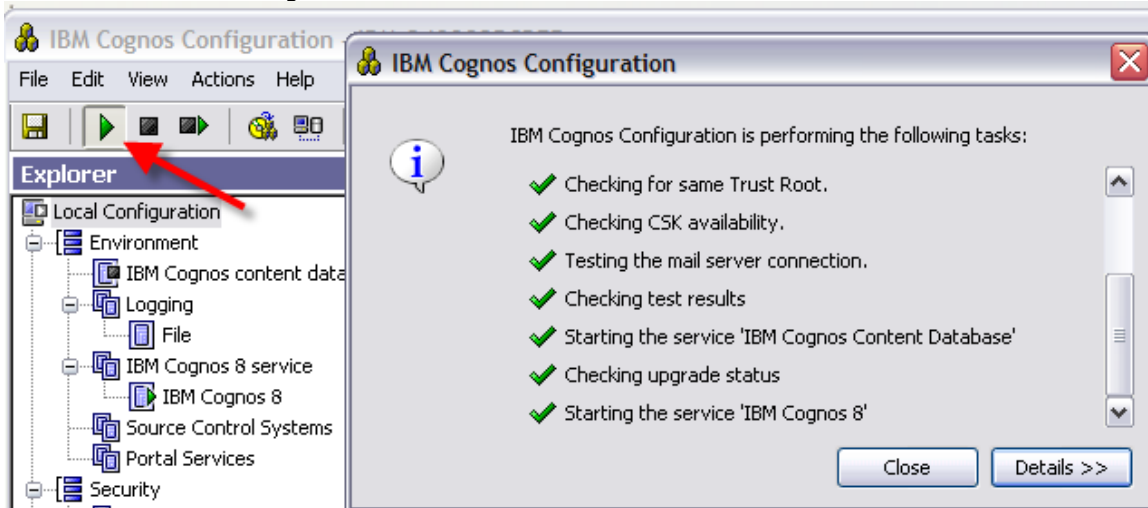 IBM Cognos Configuration
File Edit View Actions Help
Explorer
Local Configuration
Environment
IBM Cognos content data
Logging
File
IBM Cognos 8 service
IBM Cognos 8
Source Control Systems
Portal Services
Security
IBM Cognos Configuration
IBM Cognos Configuration is performing the following tasks:
Checking for same Trust Root.
Checking CSK availability.
Testing the mail server connection.
Checking test results
Starting the service 'IBM Cognos Content Database'
Checking upgrade status
Starting the service 'IBM Cognos 8'
Close Details >>